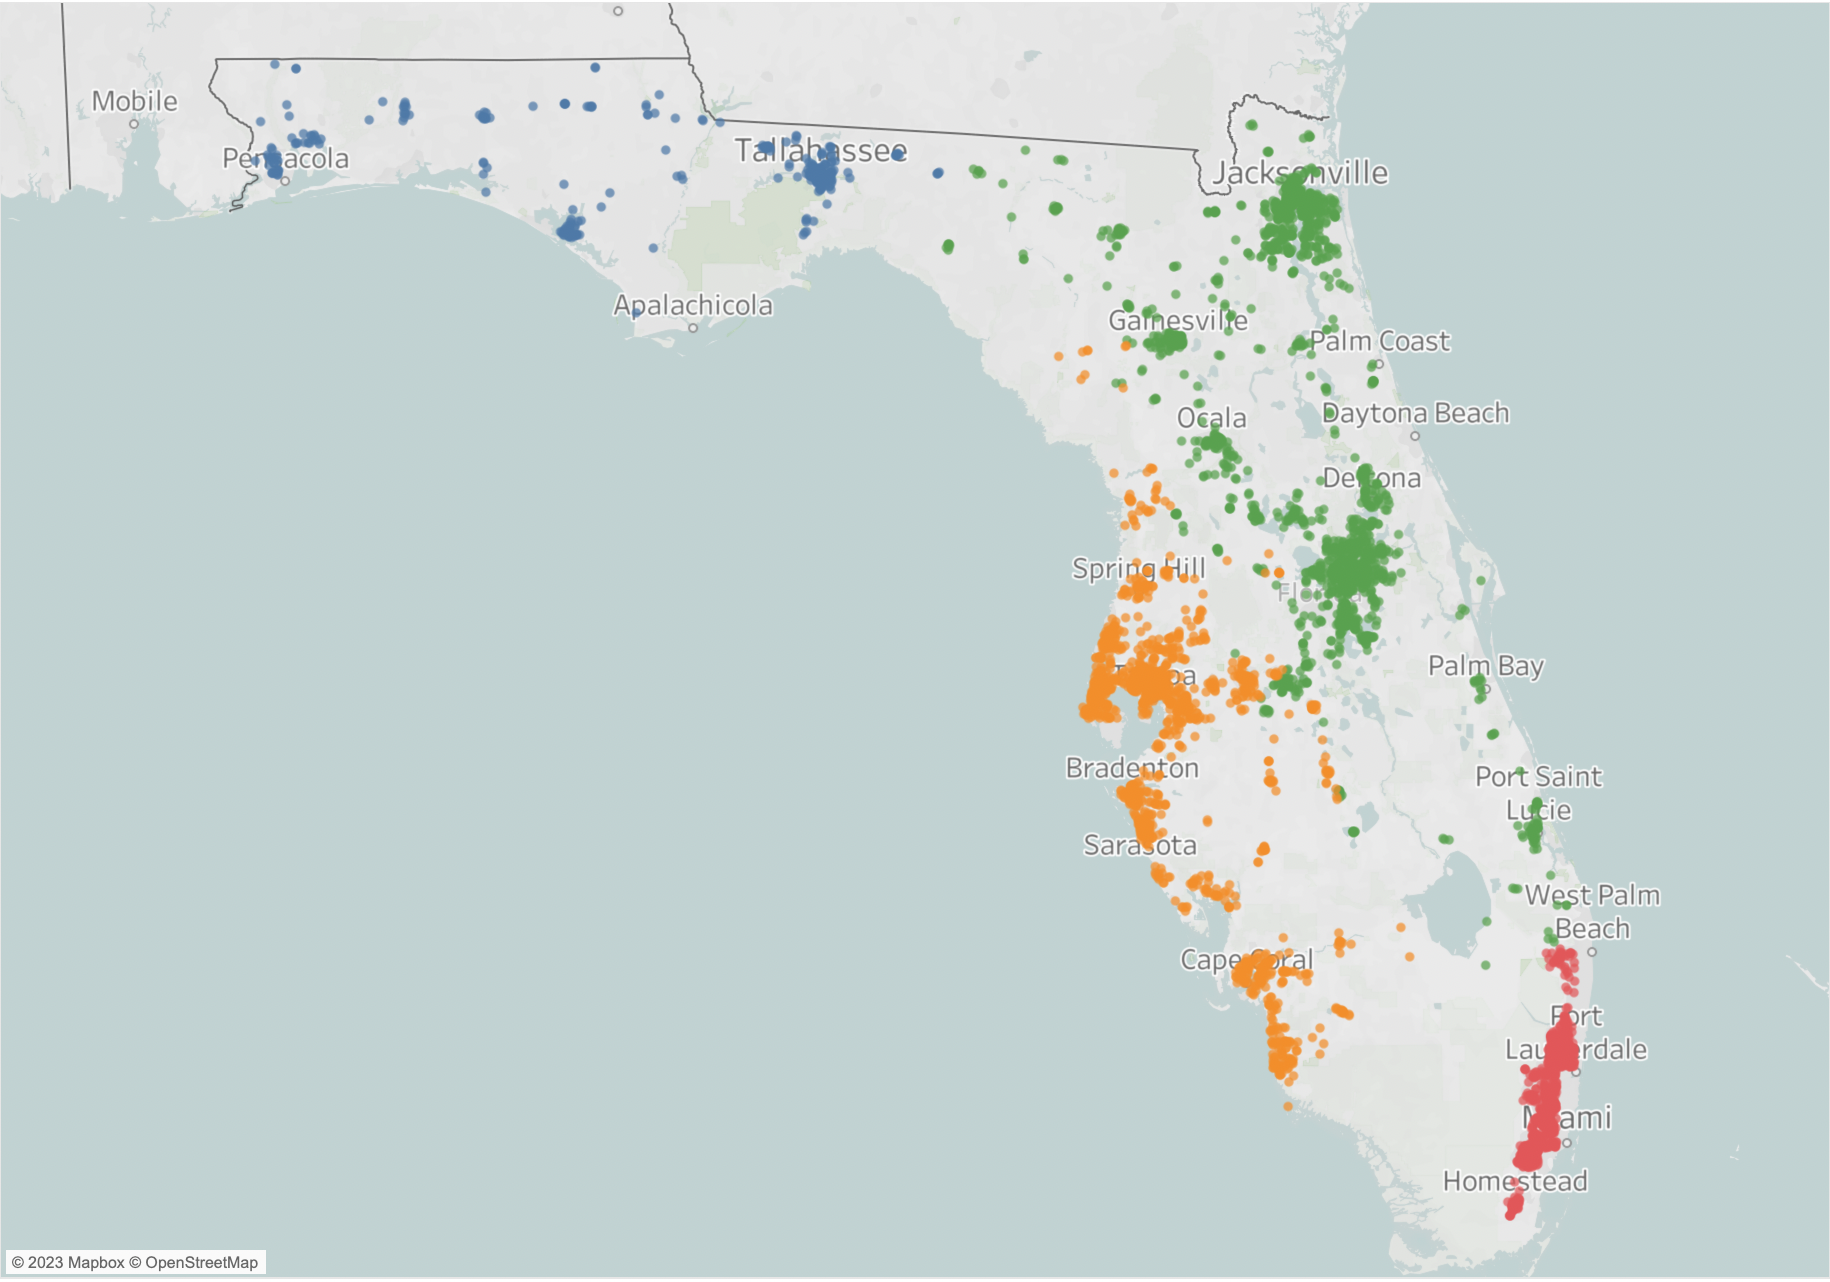 Mobile
Pensacola
Tallahassee
Jacksonville
Apalachicola
Gainesville
Palm Coast
Ocala
Daytona Beach
Deltona
Spring Hill
Florida
Tampa
Palm Bay
Bradenton
Port Saint
Lucie
Sarasota
West Palm
Beach
Cape Coral
Fort
Lauderdale
Miami
Homestead
© 2023 Mapbox © OpenStreetMap